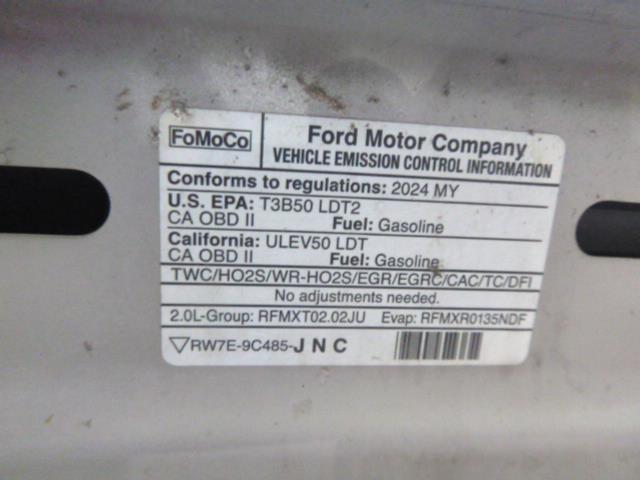 FoMoCo
Ford Motor Company
VEHICLE EMISSION CONTROL INFORMATION
Conforms to regulations: 2024 MY
U.S. EPA: T3B50 LDT2
CA OBD II Fuel: Gasoline
California: ULEV50 LDT
CA OBD II Fuel: Gasoline
TWC/HO2S/WR-HO2S/EGR/EGRC/CAC/TC/DFI
No adjustments needed.
2.0L-Group: RFMXT02.02JU Evap: RFMXR0135NDF
RW7E-9C485-J N C